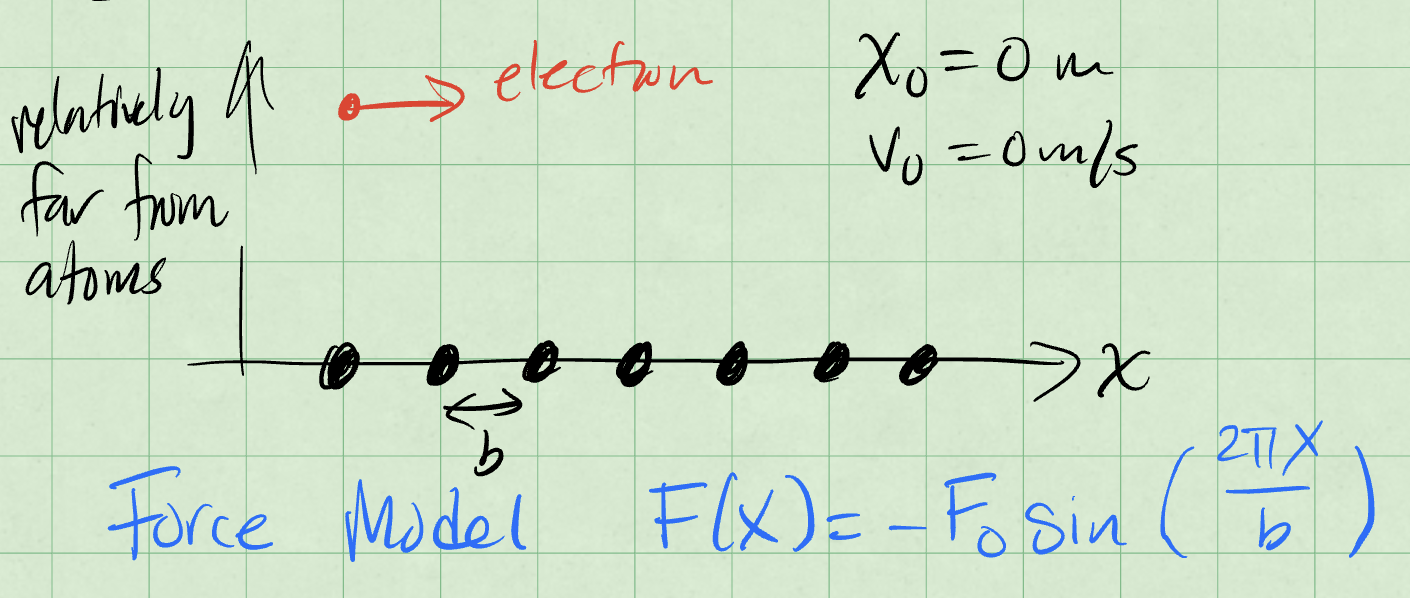 relatively
far from
atoms
electron
x₀ = 0 m
v₀ = 0 m/s
x
b
Force Model F(x) = -F₀ sin (2πx/b)